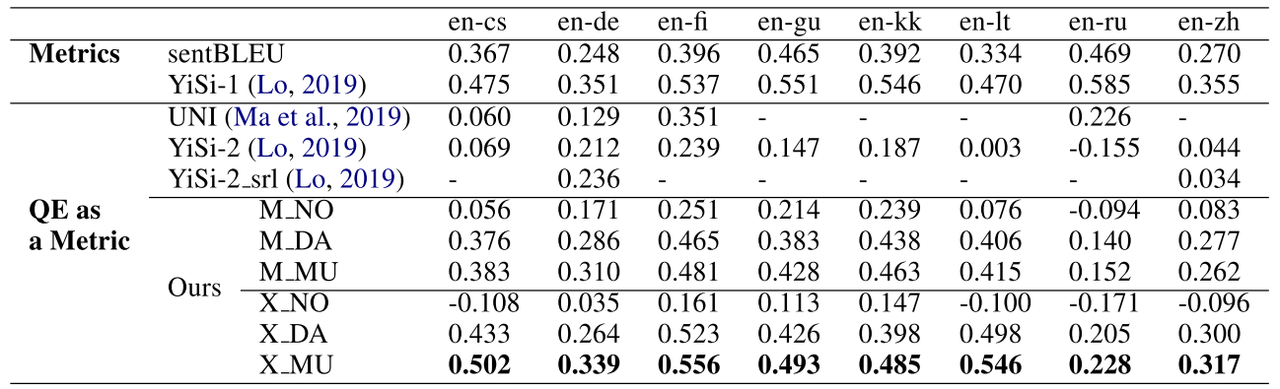 en-cs en-de en-fi en-gu en-kk en-lt en-ru en-zh
Metrics sentBLEU 0.367 0.248 0.396 0.465 0.392 0.334 0.469 0.270
YiSi-1 (Lo, 2019) 0.475 0.351 0.537 0.551 0.546 0.470 0.585 0.355
UNI (Ma et al., 2019) 0.060 0.129 0.351 - - - 0.226 -
YiSi-2 (Lo, 2019) 0.069 0.212 0.239 0.147 0.187 0.003 -0.155 0.044
YiSi-2_srl (Lo, 2019) - 0.236 - - - - - 0.034
QE as M_NO 0.056 0.171 0.251 0.214 0.239 0.076 -0.094 0.083
a Metric M_DA 0.376 0.286 0.465 0.383 0.438 0.406 0.140 0.277
M_MU 0.383 0.310 0.481 0.428 0.463 0.415 0.152 0.262
Ours
X_NO -0.108 0.035 0.161 0.113 0.147 -0.100 -0.171 -0.096
X_DA 0.433 0.264 0.523 0.426 0.398 0.498 0.205 0.300
X_MU 0.502 0.339 0.556 0.493 0.485 0.546 0.228 0.317